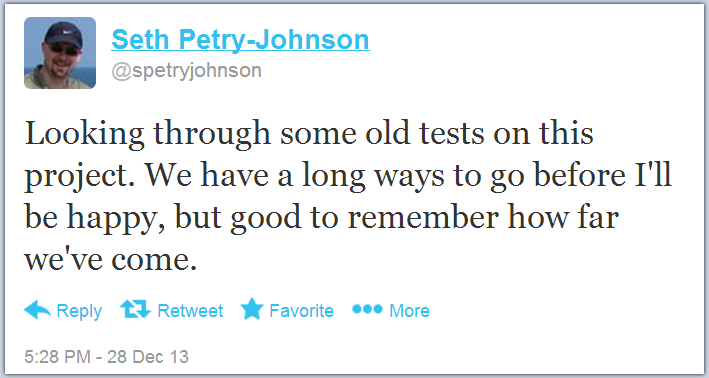 Seth Petry-Johnson
@spetryjohnson
Looking through some old tests on this
project. We have a long ways to go before I'll
be happy, but good to remember how far
we've come.
Reply Retweet Favorite More
5:28 PM - 28 Dec 13